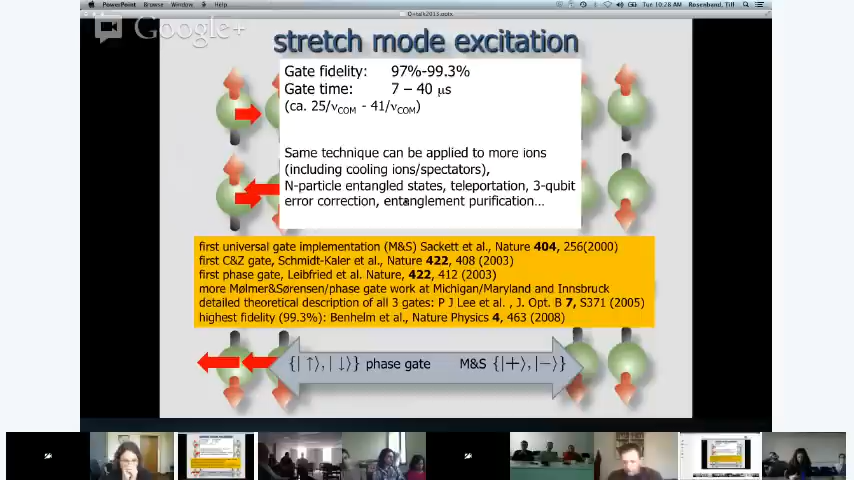 PowerPoint Browse Window Help
Tue 10:28 AM Rosenband, Till
Q+talk2013.pptx
Google+
stretch mode excitation
Gate fidelity: 97%-99.3%
Gate time: 7 – 40 μs
(ca. 25/νCOM - 41/νCOM)
Same technique can be applied to more ions
(including cooling ions/spectators),
N-particle entangled states, teleportation, 3-qubit
error correction, entanglement purification…
first universal gate implementation (M&S) Sackett et al., Nature 404, 256(2000)
first C&Z gate, Schmidt-Kaler et al., Nature 422, 408 (2003)
first phase gate, Leibfried et al. Nature, 422, 412 (2003)
more Mølmer&Sørensen/phase gate work at Michigan/Maryland and Innsbruck
detailed theoretical description of all 3 gates: P J Lee et al. , J. Opt. B 7, S371 (2005)
highest fidelity (99.3%): Benhelm et al., Nature Physics 4, 463 (2008)
{|↑⟩,|↓⟩} phase gate M&S {|+⟩,|−⟩}